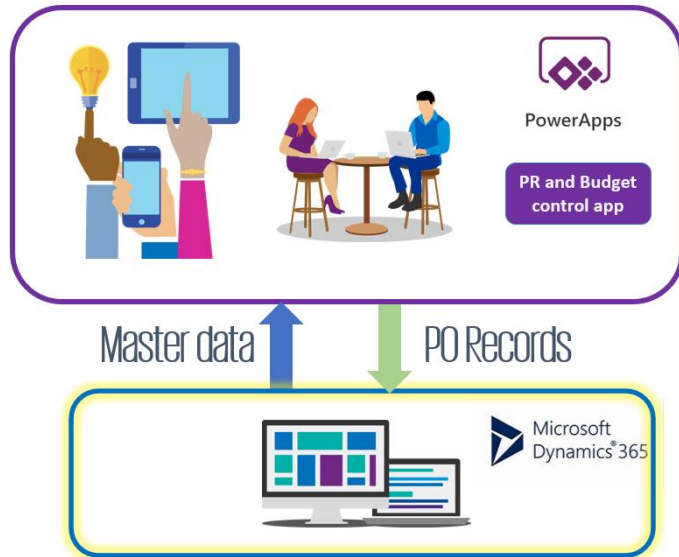 PowerApps
PR and Budget
control app
Master data
PO Records
Microsoft
Dynamics® 365